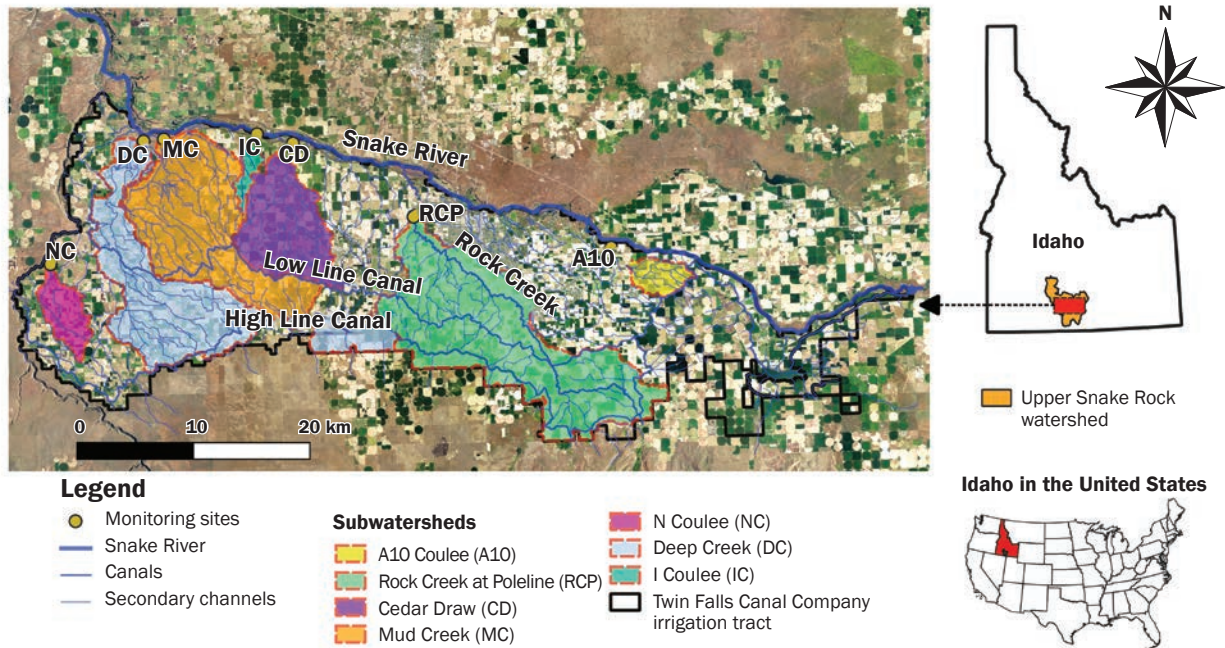 N
DC
MC
IC
CD
Snake River
RCP
Rock Creek
A10
NC
Low Line Canal
High Line Canal
0
10
20 km
Idaho
Upper Snake Rock
watershed
Idaho in the United States
Legend
Monitoring sites
Snake River
Canals
Secondary channels
Subwatersheds
A10 Coulee (A10)
Rock Creek at Poleline (RCP)
Cedar Draw (CD)
Mud Creek (MC)
N Coulee (NC)
Deep Creek (DC)
I Coulee (IC)
Twin Falls Canal Company
irrigation tract